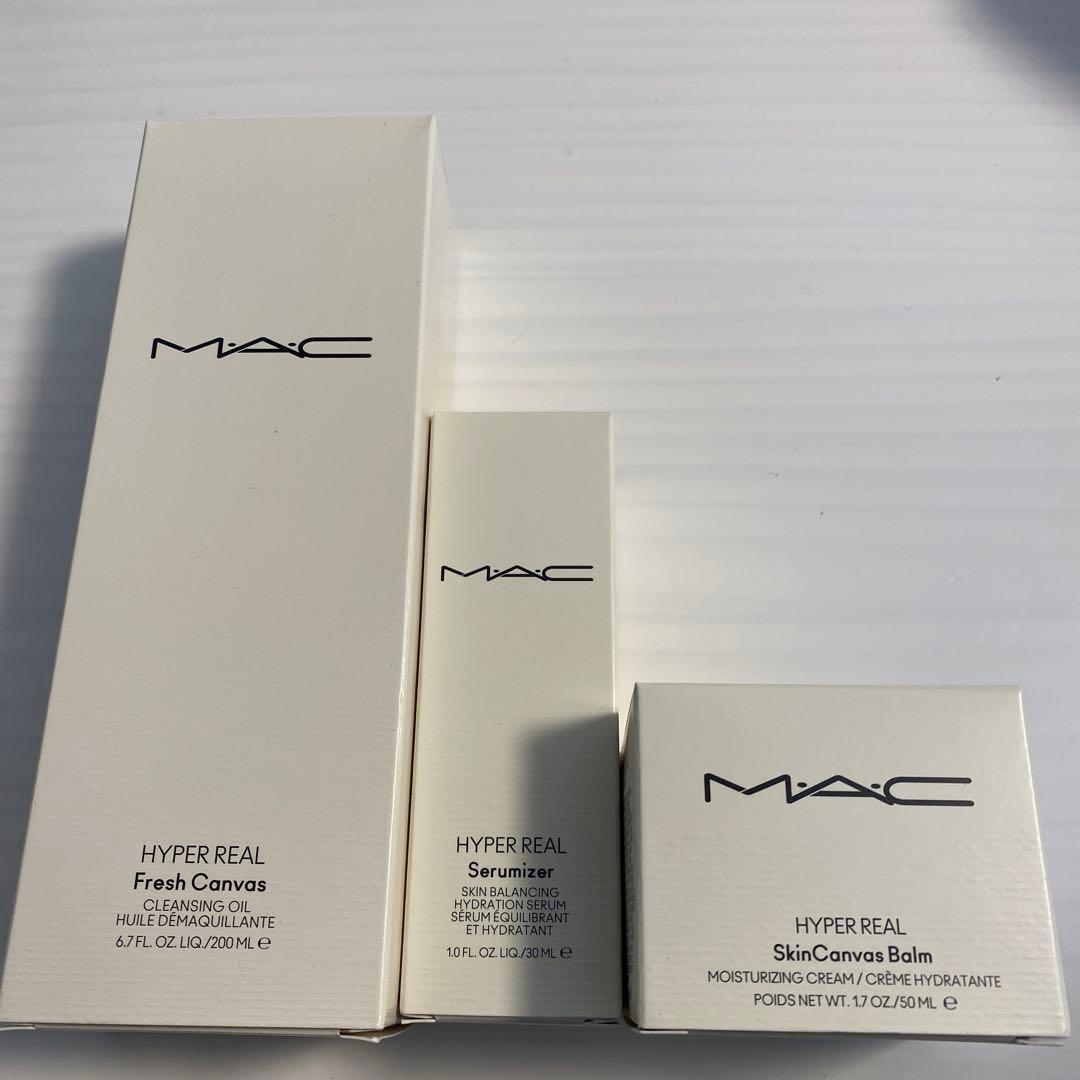 M·A·C
HYPER REAL
Fresh Canvas
CLEANSING OIL
HUILE DÉMAQUILLANTE
6.7 FL. OZ. LIQ./200 ML ℮
M·A·C
HYPER REAL
Serumizer
SKIN BALANCING
HYDRATION SERUM
SÉRUM ÉQUILIBRANT
ET HYDRATANT
1.0 FL. OZ. LIQ./30 ML ℮
M·A·C
HYPER REAL
SkinCanvas Balm
MOISTURIZING CREAM / CRÈME HYDRATANTE
POIDS NET WT. 1.7 OZ./50 ML ℮